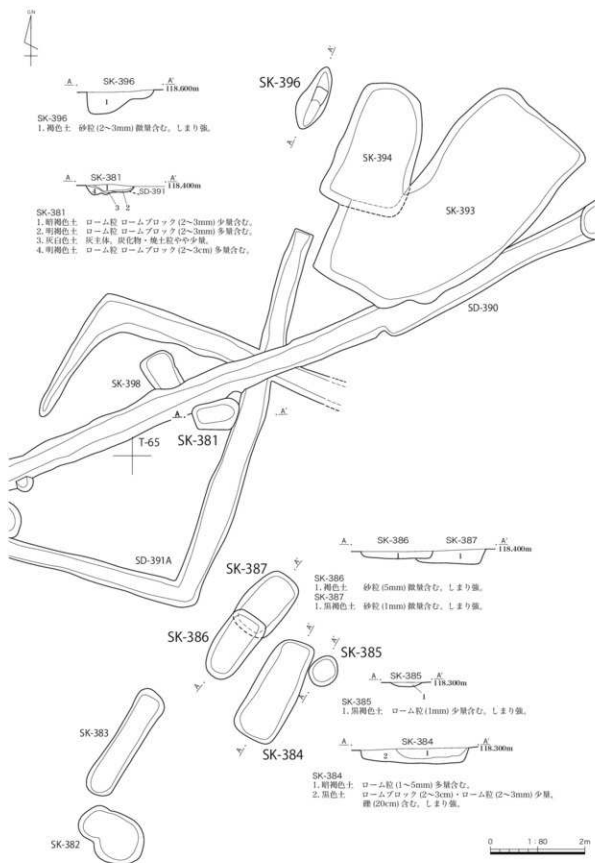 G.N
A SK-396 A'
118.600m
1
SK-396
1. 褐色土 砂粒(2〜3mm)微量含む。しまり強。
A SK-381 A'
118.400m
SD-391
4 1
3 2
SK-381
1. 暗褐色土 ローム粒 ロームブロック(2〜3mm)少量含む。
2. 明褐色土 ローム粒 ロームブロック(2〜3mm)多量含む。
3. 灰白色土 灰主体。炭化物・焼土粒やや少量。
4. 明褐色土 ローム粒 ロームブロック(2〜3cm)多量含む。
SK-396
A'
A
SK-394
SK-393
SD-390
SK-398
A A'
SK-381
T-65
SD-391A
SK-387
A'
SK-386
A
SK-385
A'
A'
A
SK-384
A
SK-383
SK-382
A SK-386 SK-387 A'
118.400m
1 1
SK-386
1. 褐色土 砂粒(5mm)微量含む。しまり強。
SK-387
1. 黒褐色土 砂粒(1mm)微量含む。しまり強。
A SK-385 A'
118.300m
1
SK-385
1. 黒褐色土 ローム粒(1mm)少量含む。しまり強。
A SK-384 A'
118.300m
2 1
SK-384
1. 暗褐色土 ローム粒(1〜5mm)多量含む。
2. 黒色土 ロームブロック(2〜3cm)・ローム粒(2〜3mm)少量。
礫(20cm)含む。しまり強。
0 1:80 2m